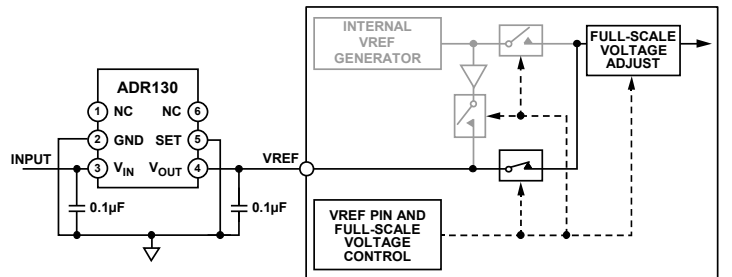 INTERNAL
VREF
GENERATOR
FULL-SCALE
VOLTAGE
ADJUST
ADR130
1 NC
NC 6
2 GND
SET 5
INPUT
3 VIN
VOUT 4
VREF
0.1µF
0.1µF
VREF PIN AND
FULL-SCALE
VOLTAGE
CONTROL